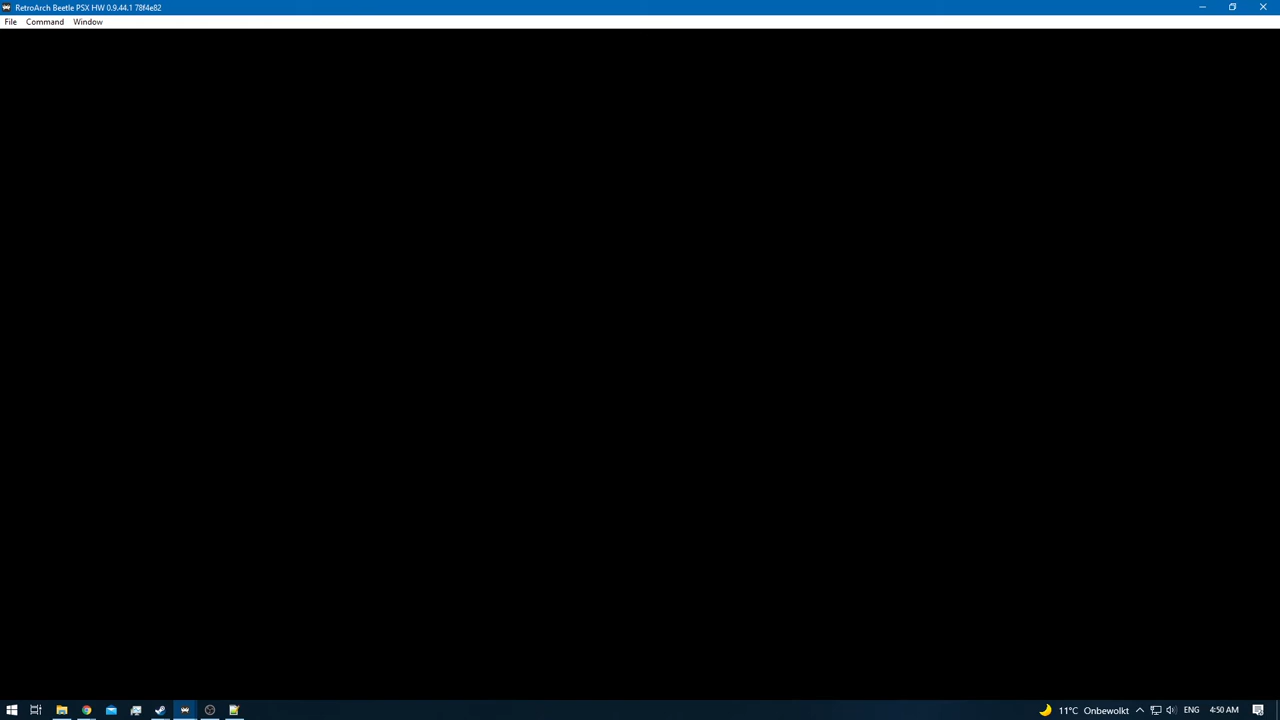 RetroArch Beetle PSX HW 0.9.44.1 78f4e82
File Command Window
11°C Onbewolkt ENG 4:50 AM